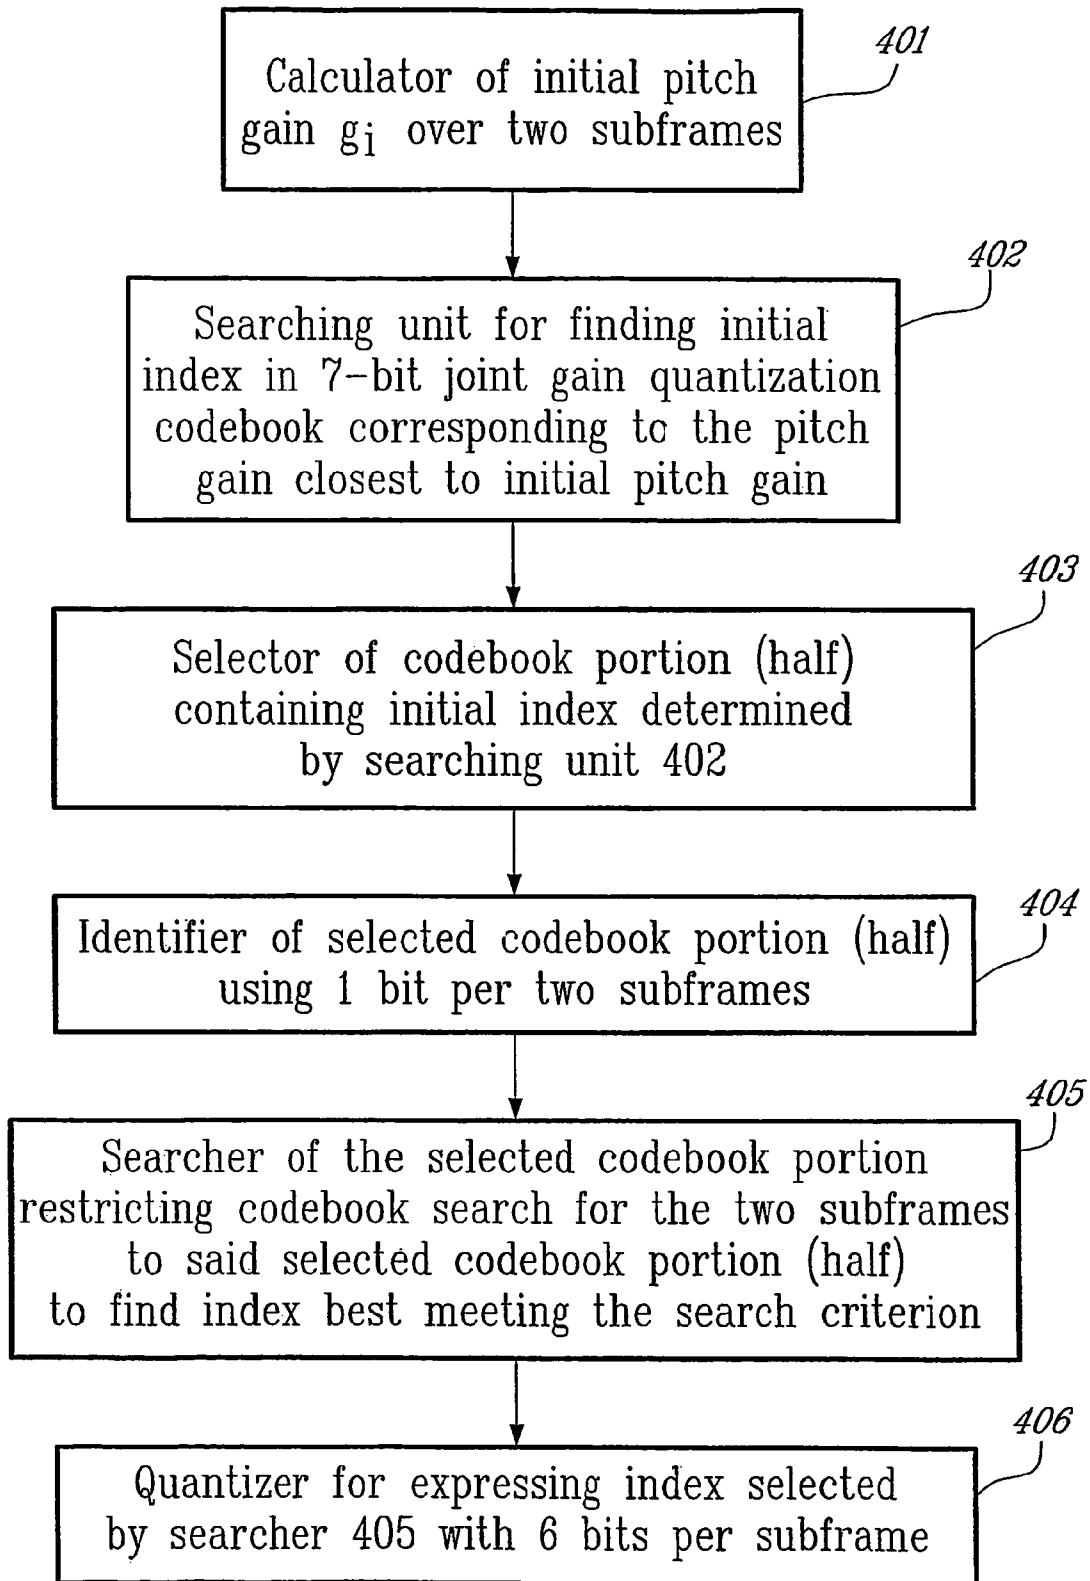 401
Calculator of initial pitch
gain gi over two subframes
402
Searching unit for finding initial
index in 7-bit joint gain quantization
codebook corresponding to the pitch
gain closest to initial pitch gain
403
Selector of codebook portion (half)
containing initial index determined
by searching unit 402
404
Identifier of selected codebook portion (half)
using 1 bit per two subframes
405
Searcher of the selected codebook portion
restricting codebook search for the two subframes
to said selected codebook portion (half)
to find index best meeting the search criterion
406
Quantizer for expressing index selected
by searcher 405 with 6 bits per subframe